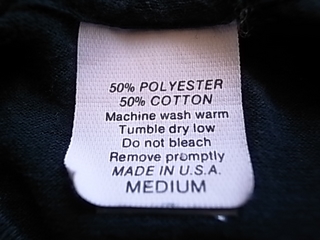 50% POLYESTER
50% COTTON
Machine wash warm
Tumble dry low
Do not bleach
Remove promptly
MADE IN U.S.A.
MEDIUM